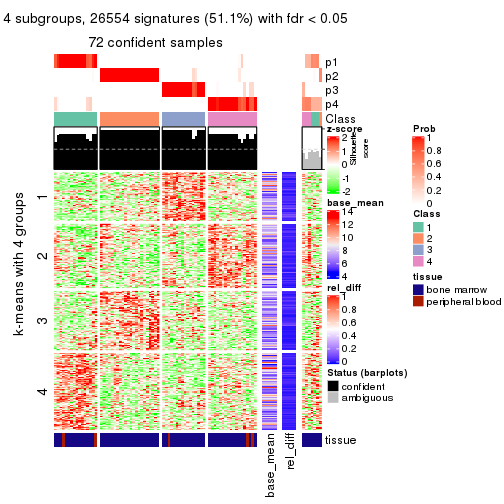 4 subgroups, 26554 signatures (51.1%) with fdr < 0.05
72 confident samples
p1
p2
p3
p4
Class
Silhouette
score
k-means with 4 groups
1
2
3
4
tissue
base_mean
rel_diff
z-score
2
1
0
-1
-2
base_mean
14
12
10
8
6
4
rel_diff
1
0.8
0.6
0.4
0.2
0
Status (barplots)
confident
ambiguous
Prob
1
0.8
0.6
0.4
0.2
0
Class
1
2
3
4
tissue
bone marrow
peripheral blood